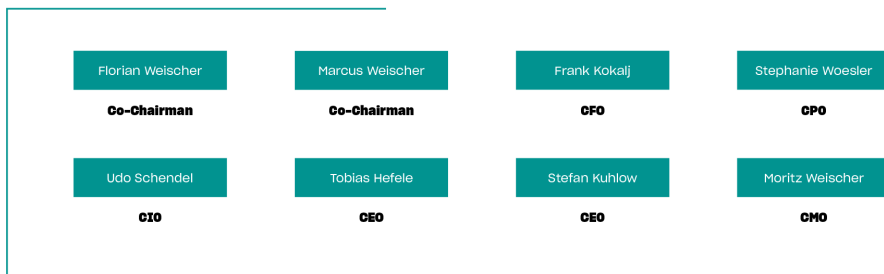 Florian Weischer
Marcus Weischer
Frank Kokalj
Stephanie Woesler
Co-Chairman
Co-Chairman
CFO
CPO
Udo Schendel
Tobias Hefele
Stefan Kuhlow
Moritz Weischer
CIO
CEO
CEO
CMO